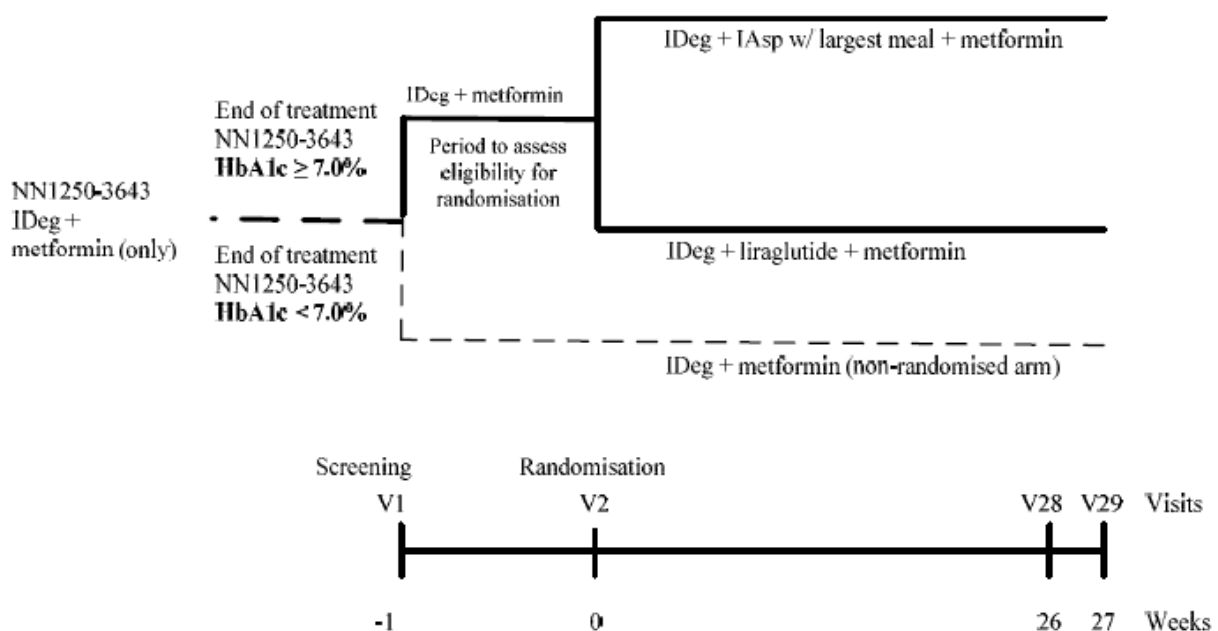 IDeg + IAsp w/ largest meal + metformin
IDeg + metformin
End of treatment
NN1250-3643
HbA1c ≥ 7.0%
Period to assess
eligibility for
randomisation
NN1250-3643
IDeg +
metformin (only)
End of treatment
NN1250-3643
HbA1c < 7.0%
IDeg + liraglutide + metformin
IDeg + metformin (non-randomised arm)
Screening Randomisation
V1 V2 V28 V29 Visits
-1 0 26 27 Weeks